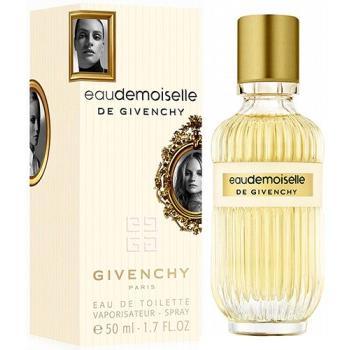 eaudemoiselle
DE GIVENCHY
GIVENCHY
PARIS
EAU DE TOILETTE
VAPORISATEUR - SPRAY
e 50 ml - 1.7 FL.OZ
eaudemoiselle
DE GIVENCHY